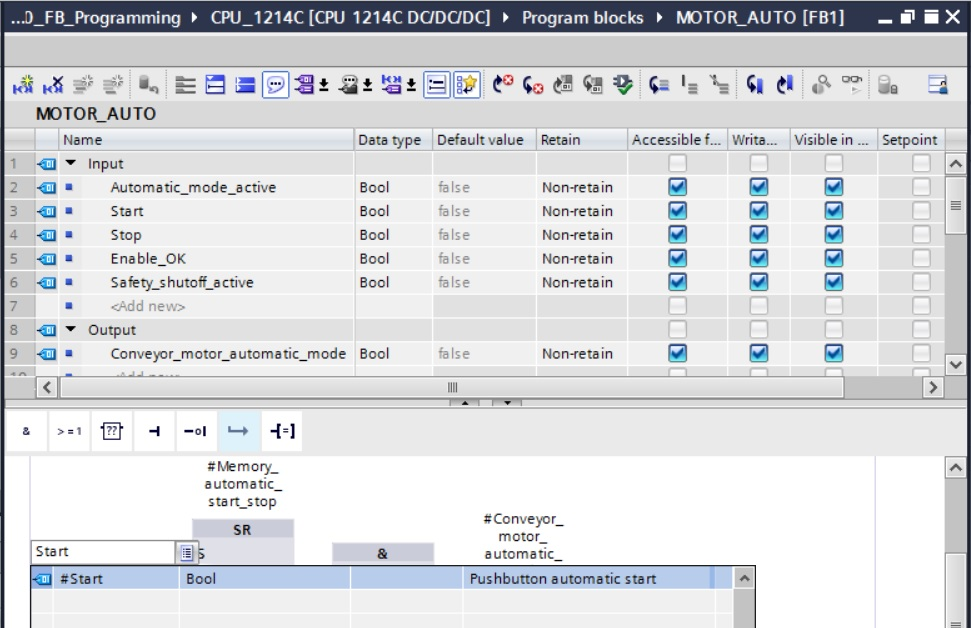 ...0_FB_Programming ▸ CPU_1214C [CPU 1214C DC/DC/DC] ▸ Program blocks ▸ MOTOR_AUTO [FB1]
MOTOR_AUTO
Name Data type Default value Retain Accessible f... Writa... Visible in ... Setpoint
1 Input
2 Automatic_mode_active Bool false Non-retain
3 Start Bool false Non-retain
4 Stop Bool false Non-retain
5 Enable_OK Bool false Non-retain
6 Safety_shutoff_active Bool false Non-retain
7 <Add new>
8 Output
9 Conveyor_motor_automatic_mode Bool false Non-retain
10 <Add new>
& >=1 ?? -o| -[=]
#Memory_
automatic_
start_stop
#Conveyor_
motor_
automatic_
SR
Start S &
#Start Bool Pushbutton automatic start